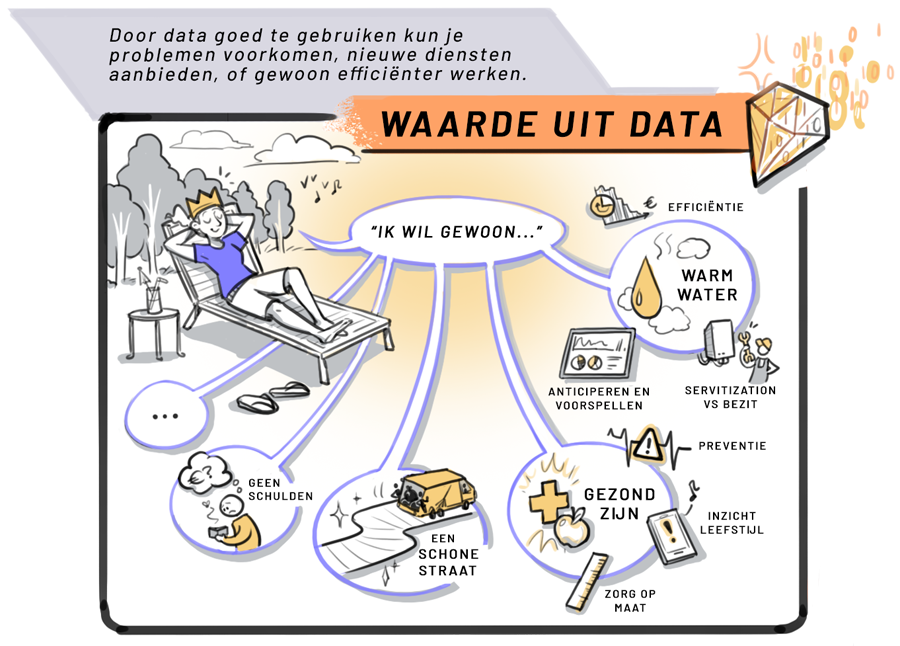 Door data goed te gebruiken kun je
problemen voorkomen, nieuwe diensten
aanbieden, of gewoon efficiënter werken.
WAARDE UIT DATA
"IK WIL GEWOON..."
EFFICIËNTIE
€
WARM
WATER
ANTICIPEREN EN
VOORSPELLEN
SERVITIZATION
VS BEZIT
...
€?
GEEN
SCHULDEN
EEN
SCHONE
STRAAT
PREVENTIE
GEZOND
ZIJN
INZICHT
LEEFSTIJL
ZORG OP
MAAT